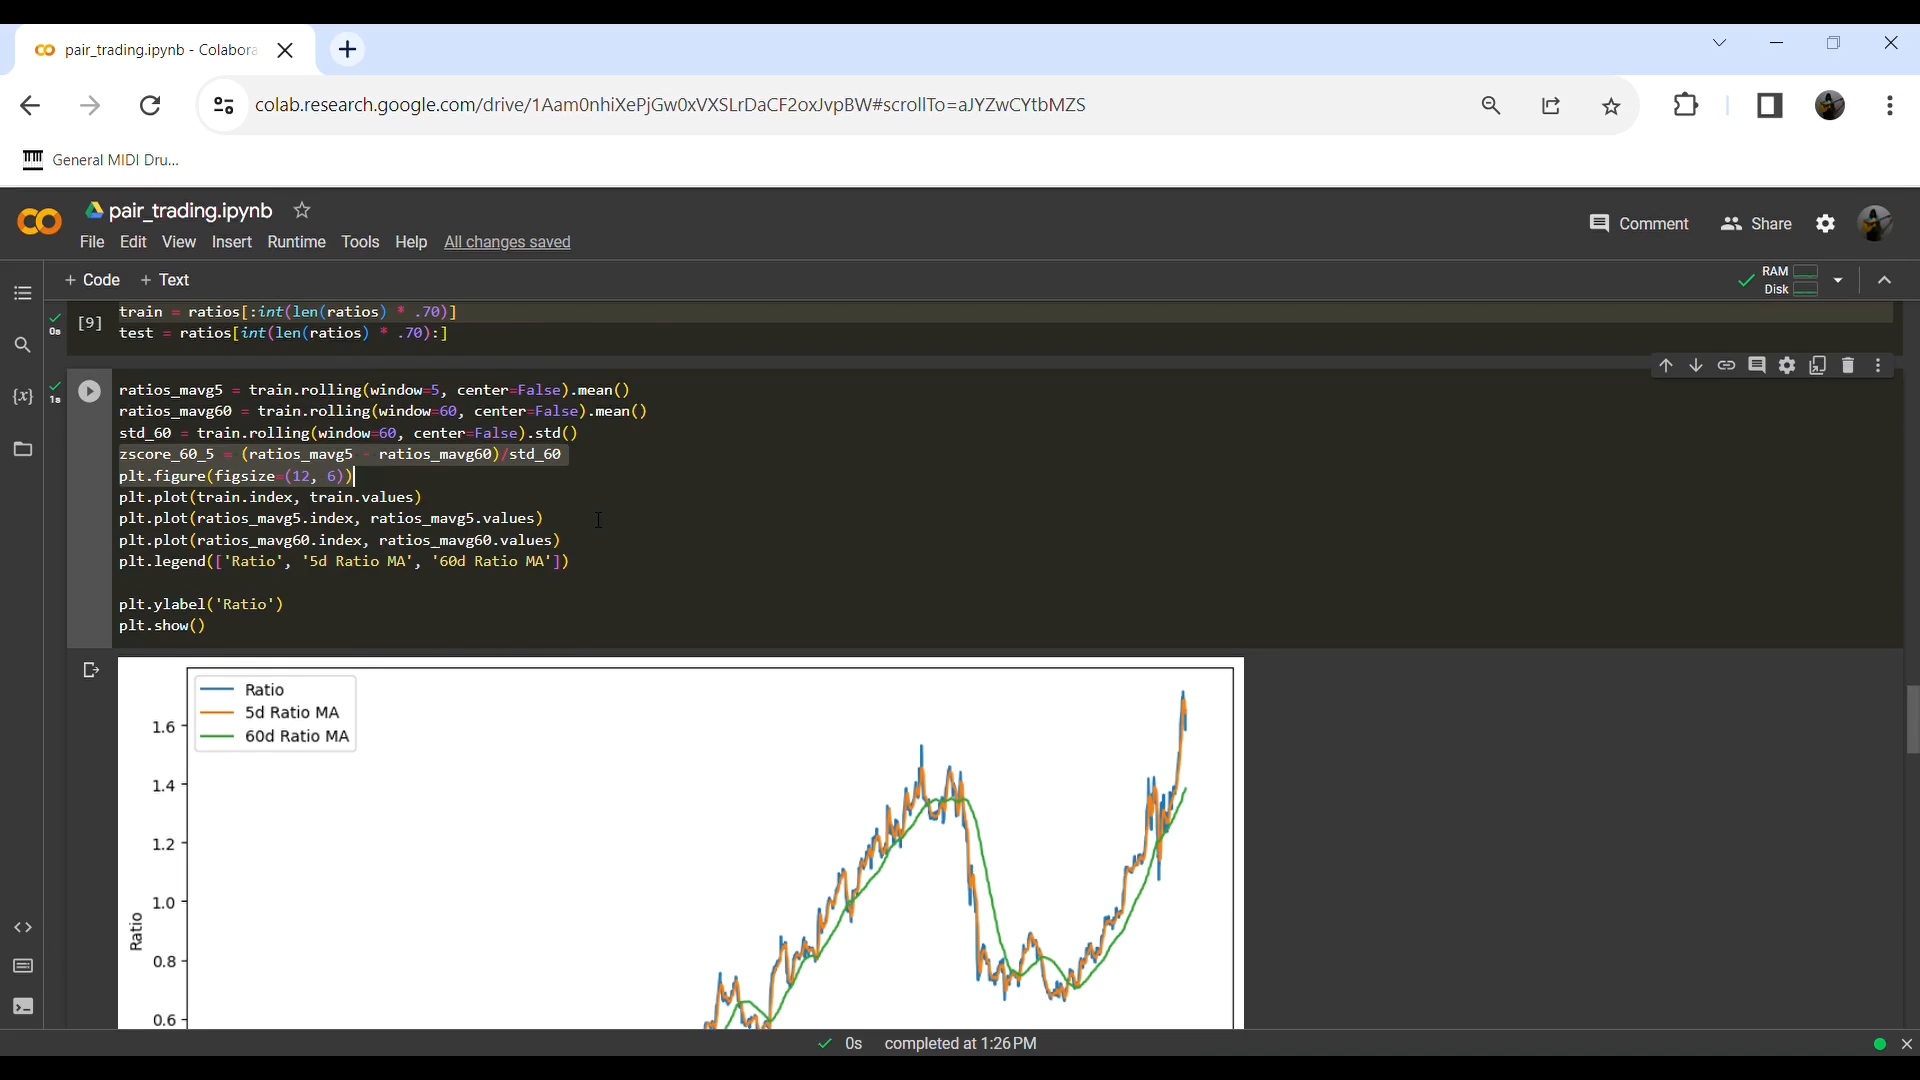 pair_trading.ipynb - Colabora
colab.research.google.com/drive/1Aam0nhiXePjGw0xVXSLrDaCF2oxJvpBW#scrollTo=aJYZwCYtbMZS
General MIDI Dru...
pair_trading.ipynb
Comment
Share
File Edit View Insert Runtime Tools Help All changes saved
+ Code + Text
RAM
Disk
train = ratios[:int(len(ratios) * .70)]
0s
[9]
test = ratios[int(len(ratios) * .70):]
{x}
1s
ratios_mavg5 = train.rolling(window=5, center=False).mean()
ratios_mavg60 = train.rolling(window=60, center=False).mean()
std_60 = train.rolling(window=60, center=False).std()
zscore_60_5 = (ratios_mavg5 - ratios_mavg60)/std_60
plt.figure(figsize=(12, 6))
plt.plot(train.index, train.values)
plt.plot(ratios_mavg5.index, ratios_mavg5.values)
plt.plot(ratios_mavg60.index, ratios_mavg60.values)
plt.legend(['Ratio', '5d Ratio MA', '60d Ratio MA'])
plt.ylabel('Ratio')
plt.show()
Ratio
5d Ratio MA
60d Ratio MA
1.6
1.4
1.2
1.0
Ratio
0.8
0.6
0s completed at 1:26 PM